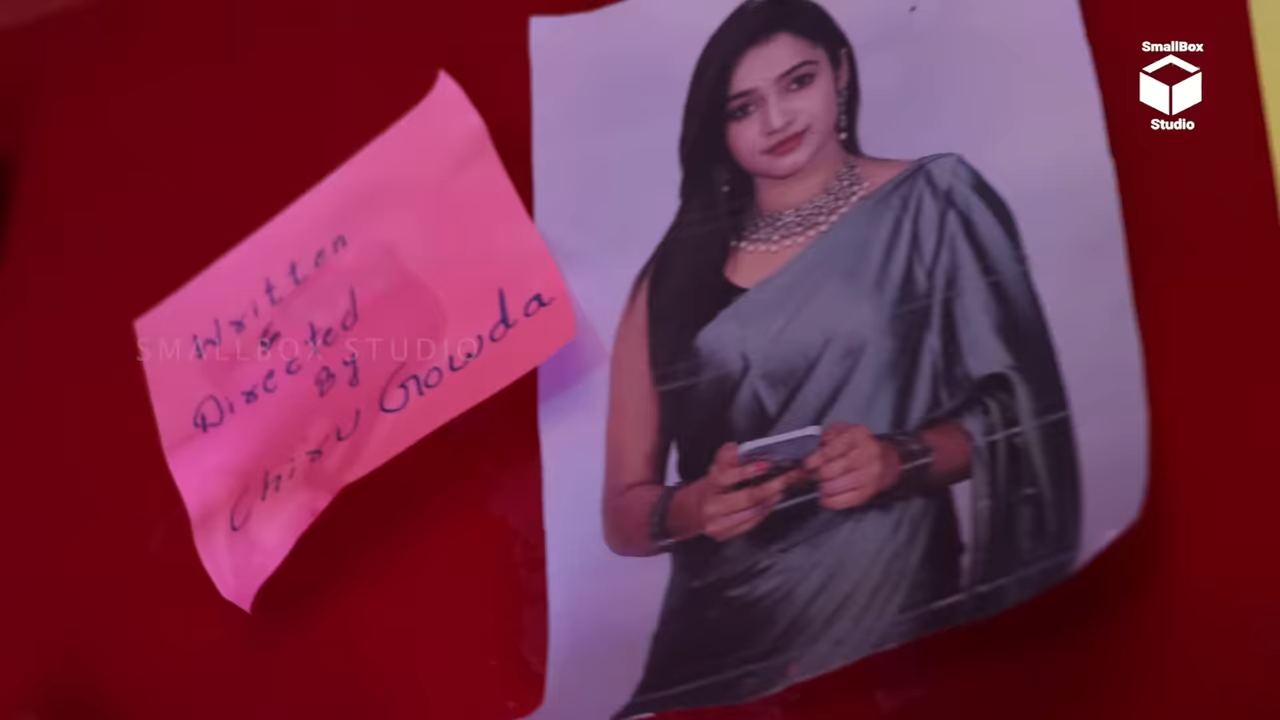 SmallBox
Studio
Written
&
Directed
By
Chiru Gowda
SMALLBOX STUDIO